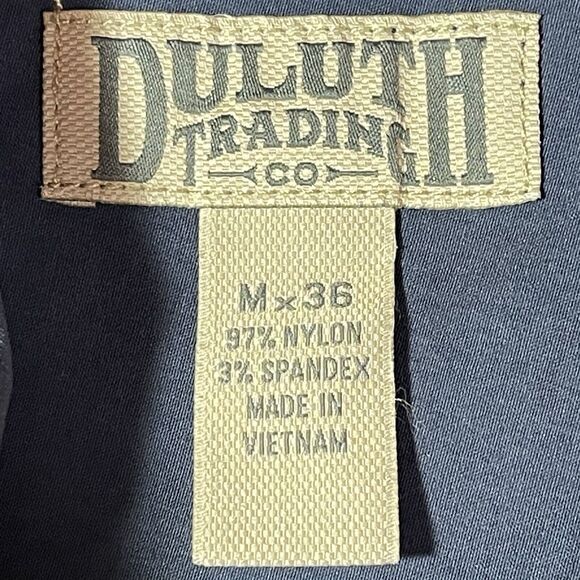 DULUTH
TRADING
CO
M x 36
97% NYLON
3% SPANDEX
MADE IN
VIETNAM